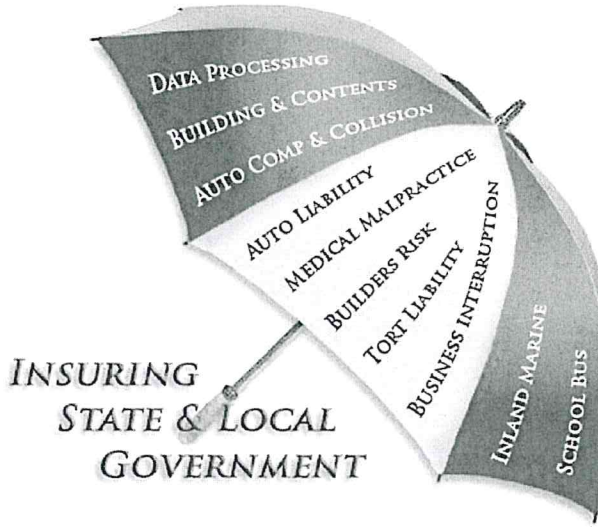 DATA PROCESSING
BUILDING & CONTENTS
AUTO COMP & COLLISION
AUTO LIABILITY
MEDICAL MALPRACTICE
BUILDERS RISK
TORT LIABILITY
BUSINESS INTERRUPTION
INLAND MARINE
SCHOOL BUS
INSURING
STATE & LOCAL
GOVERNMENT